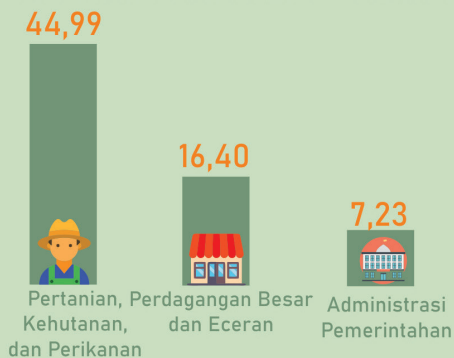 44,99
16,40
7,23
Pertanian,
Kehutanan,
dan Perikanan
Perdagangan Besar
dan Eceran
Administrasi
Pemerintahan